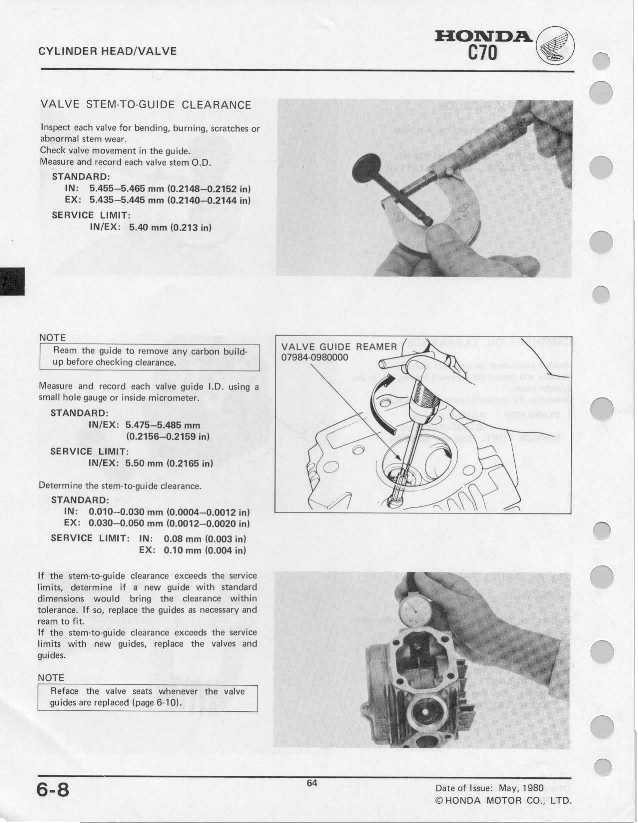 CYLINDER HEAD/VALVE
HONDA
C70
VALVE STEM-TO-GUIDE CLEARANCE
Inspect each valve for bending, burning, scratches or
abnormal stem wear.
Check valve movement in the guide.
Measure and record each valve stem O.D.
STANDARD:
IN: 5.455–5.465 mm (0.2148–0.2152 in)
EX: 5.435–5.445 mm (0.2140–0.2144 in)
SERVICE LIMIT:
IN/EX: 5.40 mm (0.213 in)
NOTE
Ream the guide to remove any carbon build-
up before checking clearance.
Measure and record each valve guide I.D. using a
small hole gauge or inside micrometer.
STANDARD:
IN/EX: 5.475–5.485 mm
(0.2156–0.2159 in)
SERVICE LIMIT:
IN/EX: 5.50 mm (0.2165 in)
Determine the stem-to-guide clearance.
STANDARD:
IN: 0.010–0.030 mm (0.0004–0.0012 in)
EX: 0.030–0.050 mm (0.0012–0.0020 in)
SERVICE LIMIT: IN: 0.08 mm (0.003 in)
EX: 0.10 mm (0.004 in)
If the stem-to-guide clearance exceeds the service
limits, determine if a new guide with standard
dimensions would bring the clearance within
tolerance. If so, replace the guides as necessary and
ream to fit.
If the stem-to-guide clearance exceeds the service
limits with new guides, replace the valves and
guides.
NOTE
Reface the valve seats whenever the valve
guides are replaced (page 6-10).
VALVE GUIDE REAMER
07984-0980000
6-8
64
Date of Issue: May, 1980
© HONDA MOTOR CO., LTD.